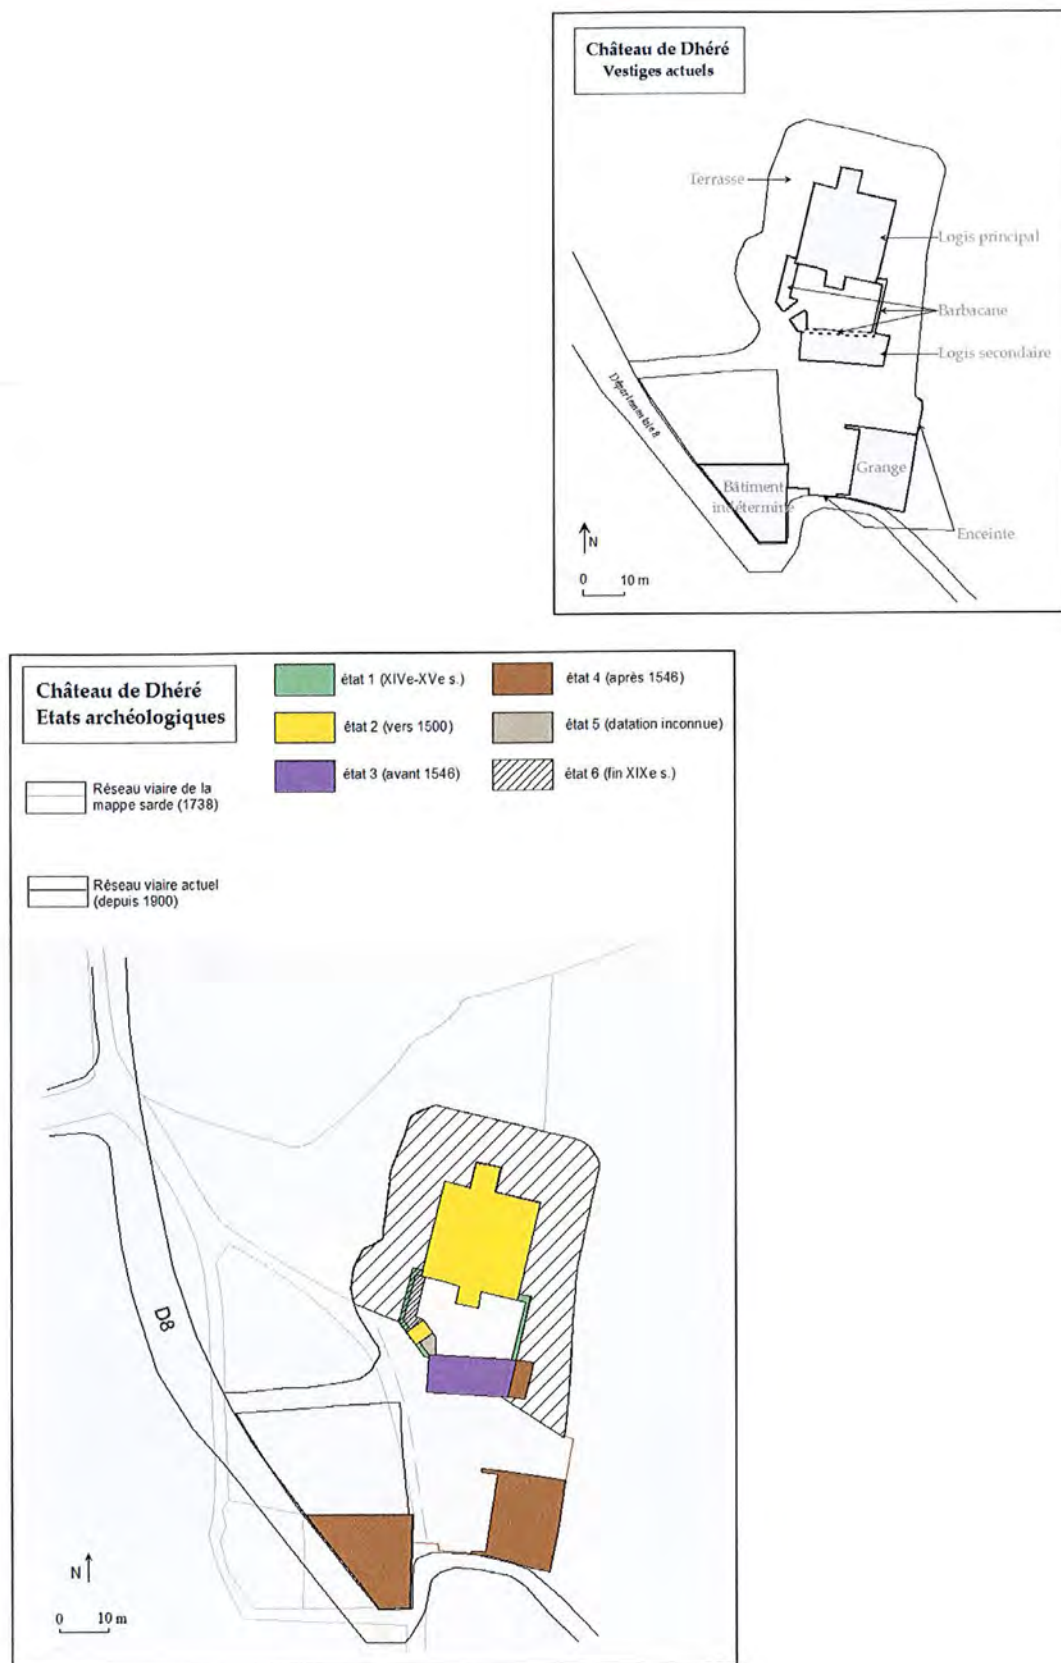 Château de Dhéré
Vestiges actuels
Terrasse
Logis principal
Barbacane
Logis secondaire
Départementale 8
Grange
Bâtiment
indéterminé
Enceinte
N
0 10 m
Château de Dhéré
Etats archéologiques
état 1 (XIVe-XVe s.)
état 2 (vers 1500)
état 3 (avant 1546)
état 4 (après 1546)
état 5 (datation inconnue)
état 6 (fin XIXe s.)
Réseau viaire de la
mappe sarde (1738)
Réseau viaire actuel
(depuis 1900)
D8
N
0 10 m